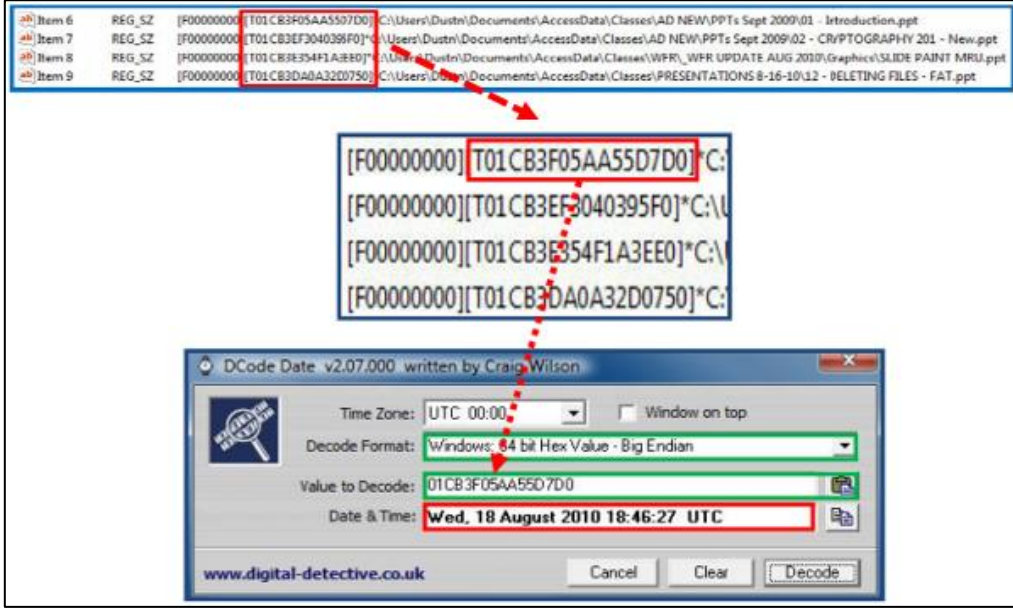 Item 6 REG_SZ [F00000000][T01CB3F05AA55D7D0]*C:\Users\Dustn\Documents\AccessData\Classes\AD NEW\PPTs Sept 2009\01 - Introduction.ppt
Item 7 REG_SZ [F00000000][T01CB3EF3040395F0]*C:\Users\Dustn\Documents\AccessData\Classes\AD NEW\PPTs Sept 2009\02 - CRYPTOGRAPHY 201 - New.ppt
Item 8 REG_SZ [F00000000][T01CB3E354F1A3EE0]*C:\Users\Dustn\Documents\AccessData\Classes\WFR\_WFR UPDATE AUG 2010\Graphics\SLIDE PAINT MRU.ppt
Item 9 REG_SZ [F00000000][T01CB3DA0A32D0750]*C:\Users\Dustn\Documents\AccessData\Classes\PRESENTATIONS 8-16-10\12 - DELETING FILES - FAT.ppt
[F00000000][T01CB3F05AA55D7D0]*C:
[F00000000][T01CB3EF3040395F0]*C:\U
[F00000000][T01CB3E354F1A3EE0]*C:\
[F00000000][T01CB3DA0A32D0750]*C:
DCode Date v2.07.000 written by Craig Wilson
Time Zone: UTC 00:00 Window on top
Decode Format: Windows: 64 bit Hex Value - Big Endian
Value to Decode: 01CB3F05AA55D7D0
Date & Time: Wed, 18 August 2010 18:46:27 UTC
www.digital-detective.co.uk Cancel Clear Decode